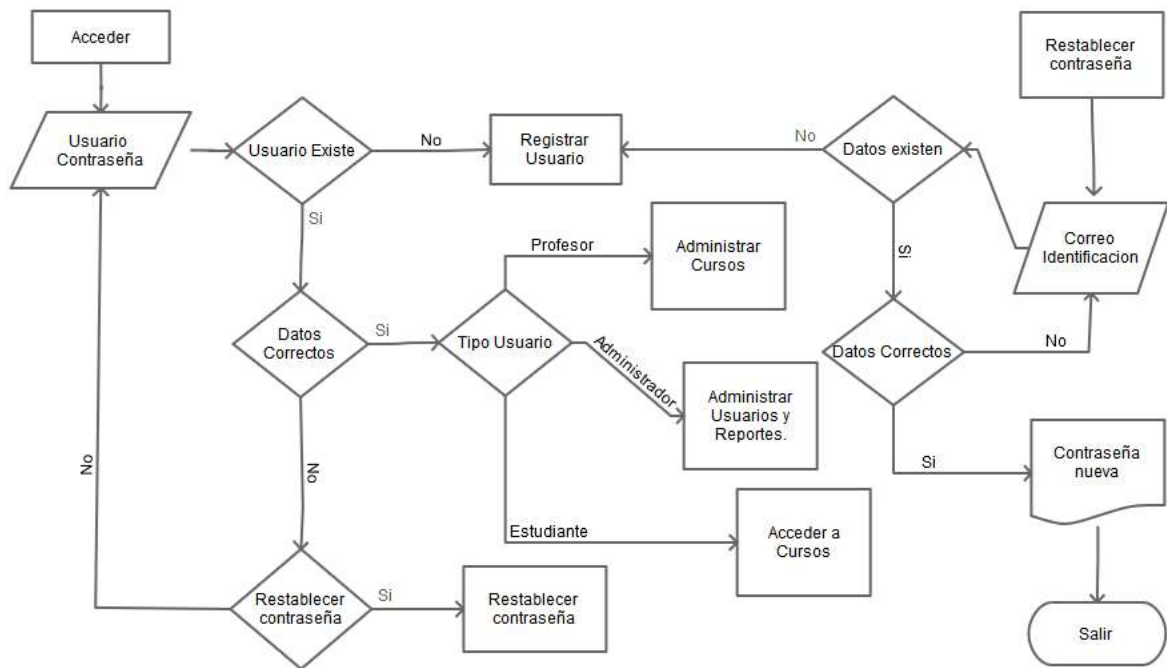 Acceder
Restablecer
contraseña
Usuario
Contraseña
Usuario Existe
No
Registrar
Usuario
No
Datos existen
Si
Profesor
Administrar
Cursos
Si
Correo
Identificacion
Datos
Correctos
Si
Tipo Usuario
Administrador
Datos Correctos
No
Administrar
Usuarios y
Reportes.
No
No
Si
Contraseña
nueva
Estudiante
Acceder a
Cursos
Restablecer
contraseña
Si
Restablecer
contraseña
Salir